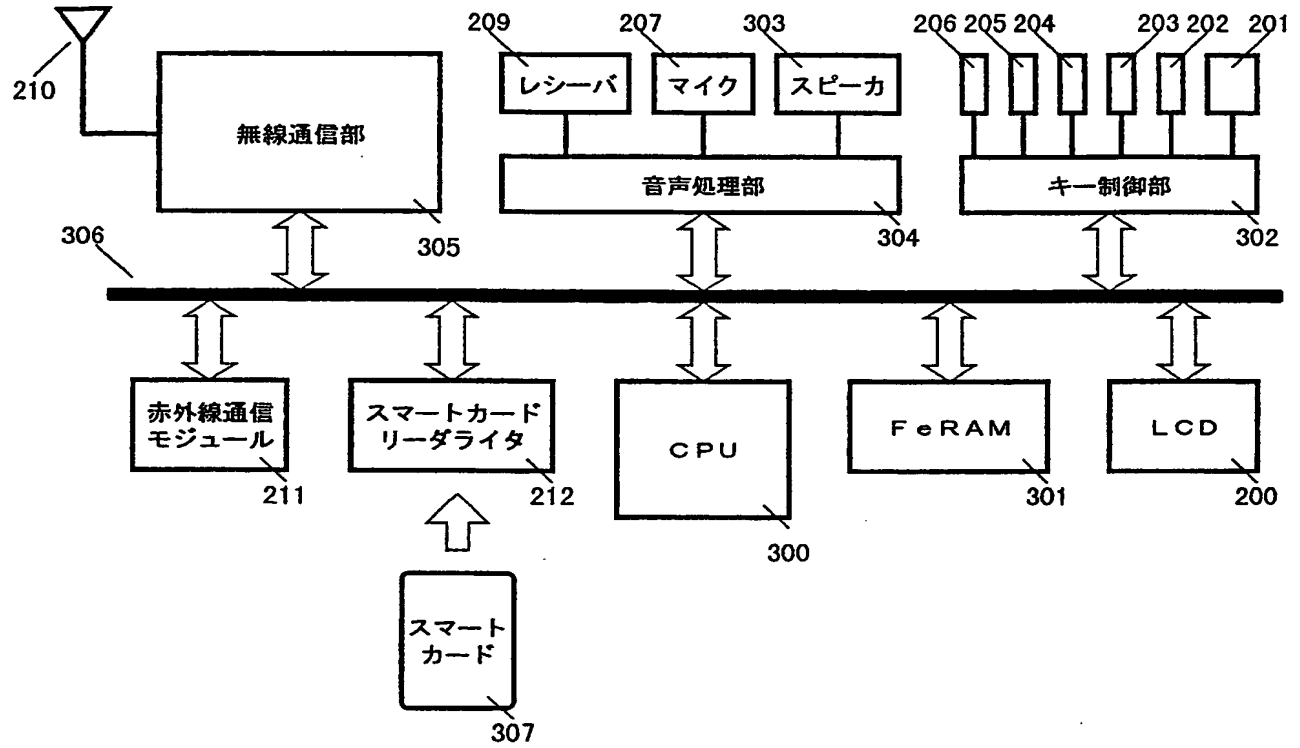 209 207 303 206 205 204 203 202 201
210
レシーバ マイク スピーカ
無線通信部
音声処理部 キー制御部
306 305 304 302
赤外線通信
モジュール
スマートカード
リーダライタ
CPU FeRAM LCD
211 212 301 200
300
スマート
カード
307